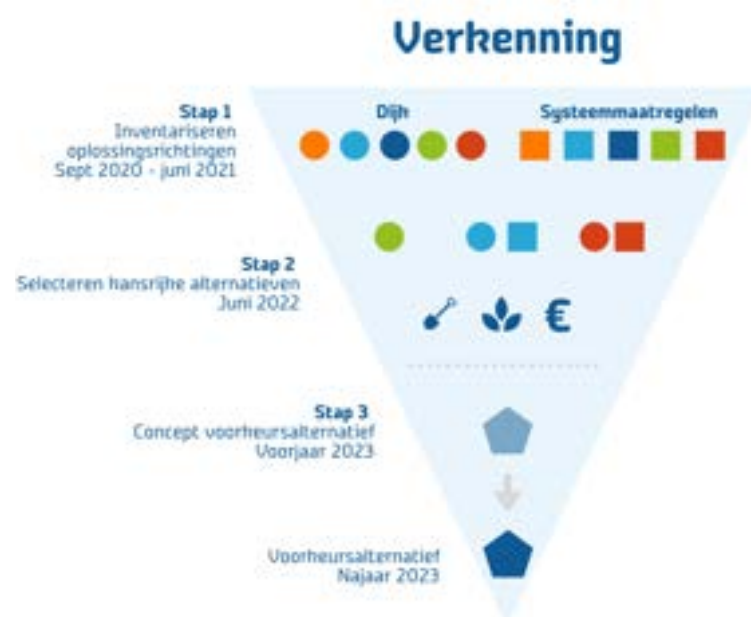 Verkenning
Stap 1
Inventariseren
oplossingsrichtingen
Sept 2020 - juni 2021
Dijk
Systeemmaatregelen
Stap 2
Selecteren kansrijke alternatieven
Juni 2022
€
Stap 3
Concept voorkeursalternatief
Voorjaar 2023
Voorkeursalternatief
Najaar 2023